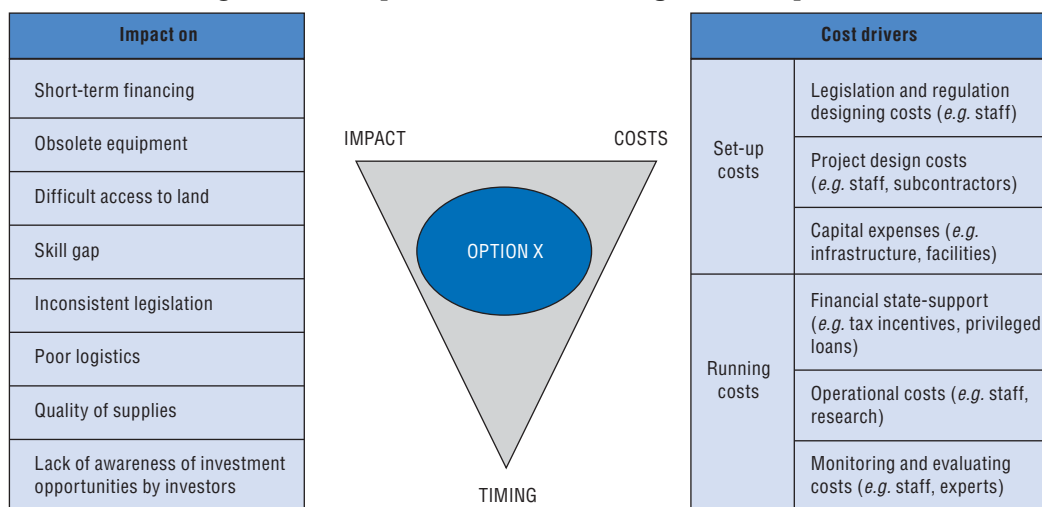 Impact on
Short-term financing
Obsolete equipment
Difficult access to land
Skill gap
Inconsistent legislation
Poor logistics
Quality of supplies
Lack of awareness of investment
opportunities by investors
IMPACT
COSTS
OPTION X
TIMING
Cost drivers
Set-up
costs
Legislation and regulation
designing costs (e.g. staff)
Project design costs
(e.g. staff, subcontractors)
Capital expenses (e.g.
infrastructure, facilities)
Running
costs
Financial state-support
(e.g. tax incentives, privileged
loans)
Operational costs (e.g. staff,
research)
Monitoring and evaluating
costs (e.g. staff, experts)